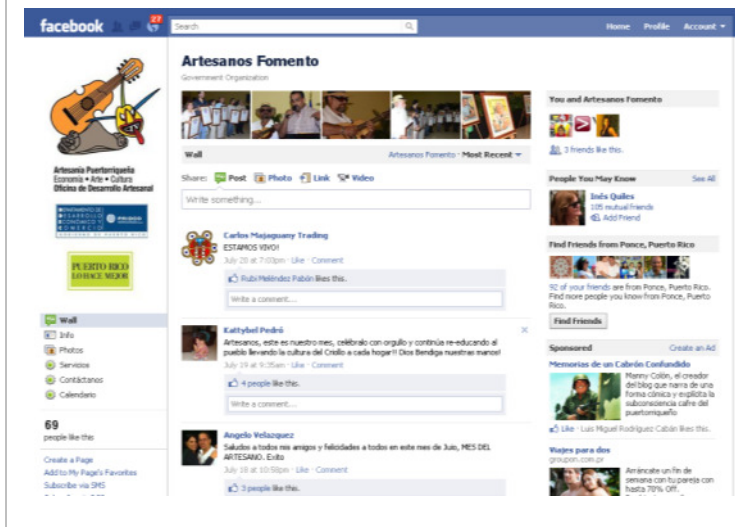 facebook
27
Search
Home Profile Account
Artesanos Fomento
Government Organization
Artesanía Puertorriqueña
Economía • Arte • Cultura
Oficina de Desarrollo Artesanal
DEPARTAMENTO DE
DESARROLLO
ECONÓMICO Y
COMERCIO
PUERTO RICO
LO HACE MEJOR
Wall
Info
Photos
Servicios
Contáctanos
Calendario
69
people like this
Create a Page
Add to My Page's Favorites
Subscribe via SMS
Wall
Artesanos Fomento · Most Recent
Share: Post Photo Link Video
Write something...
Carlos Majaguany Trading
ESTAMOS VIVO!
July 20 at 7:03pm · Like · Comment
Rubi Meléndez Pabón likes this.
Write a comment...
Kattybel Pedró
Artesanos, este es nuestro mes, celébralo con orgullo y continúa re-educando al
pueblo llevando la cultura del Criollo a cada hogar!! Dios Bendiga nuestras manos!
July 19 at 9:35am · Like · Comment
4 people like this.
Write a comment...
Angelo Velazquez
Saludos a todos mis amigos y felicidades a todos en este mes de Julo, MES DEL
ARTESANO. Exito
July 18 at 10:58pm · Like · Comment
3 people like this.
You and Artesanos Fomento
3 friends like this.
People You May Know See All
Inés Quiles
105 mutual friends
Add Friend
Find Friends from Ponce, Puerto Rico
92 of your friends are from Ponce, Puerto Rico.
Find more people you know from Ponce, Puerto
Rico.
Find Friends
Sponsored Create an Ad
Memorias de un Cabrón Confundido
Manny Colón, el creador
del blog que narra de una
forma cómica y explícita la
subconsciencia cafre del
puertorriqueño
Like · Luis Miguel Rodríguez Cabán likes this.
Viajes para dos
groupon.com.pr
Arráncate un fin de
semana con tu pareja con
hasta 70% Off.